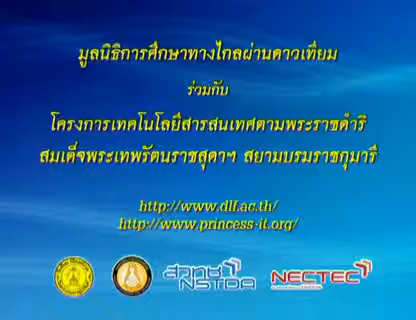 มูลนิธิการศึกษาทางไกลผ่านดาวเทียม
ร่วมกับ
โครงการเทคโนโลยีสารสนเทศตามพระราชดำริ
สมเด็จพระเทพรัตนราชสุดาฯ สยามบรมราชกุมารี
http://www.dlf.ac.th/
http://www.princess-it.org/
สวทช
NSTDA
NECTEC